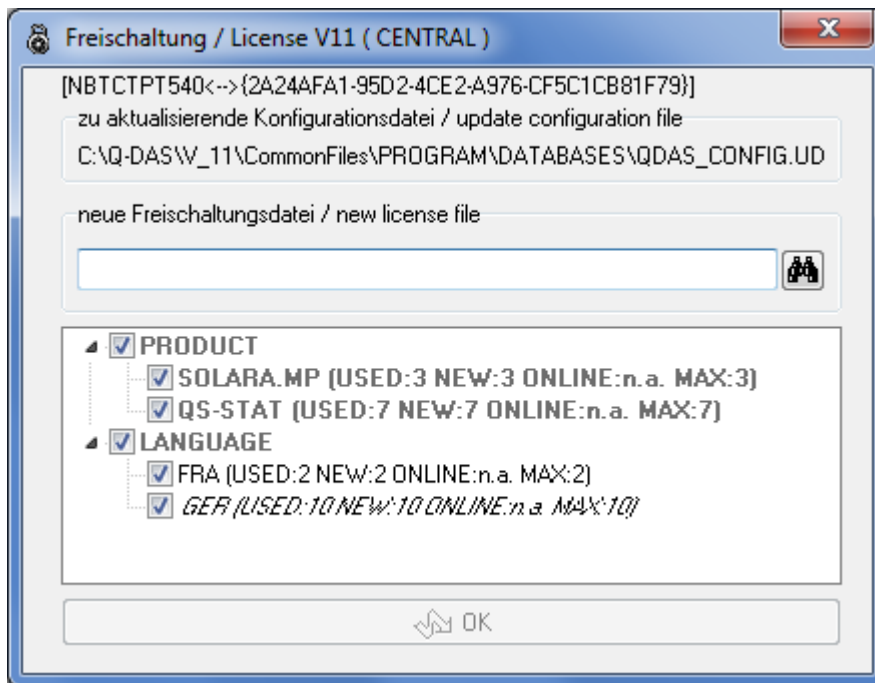 Freischaltung / License V11 ( CENTRAL )
[NBTCTPT540<-->{2A24AFA1-95D2-4CE2-A976-CF5C1CB81F79}]
zu aktualisierende Konfigurationsdatei / update configuration file
C:\Q-DAS\V_11\CommonFiles\PROGRAM\DATABASES\QDAS_CONFIG.UD
neue Freischaltungsdatei / new license file
PRODUCT
SOLARA.MP (USED:3 NEW:3 ONLINE:n.a. MAX:3)
QS-STAT (USED:7 NEW:7 ONLINE:n.a. MAX:7)
LANGUAGE
FRA (USED:2 NEW:2 ONLINE:n.a. MAX:2)
GER (USED:10 NEW:10 ONLINE:n.a. MAX:10)
OK